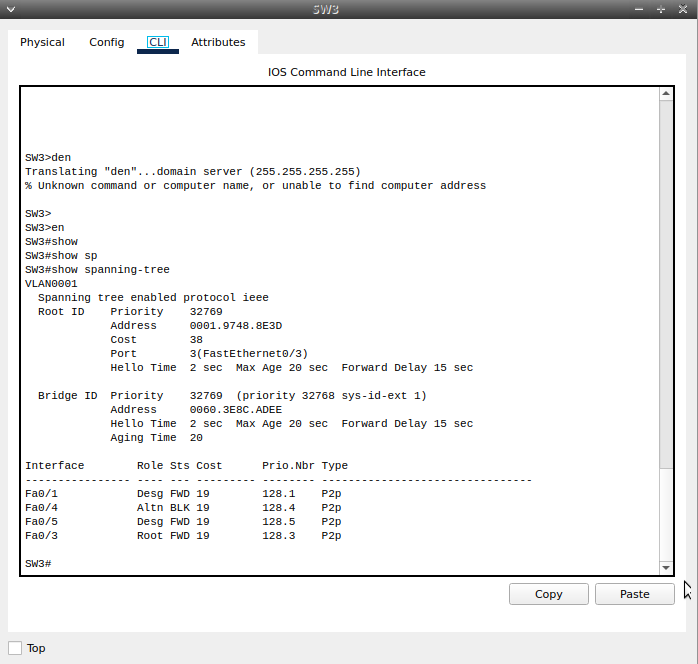 SW3
Physical Config CLI Attributes
IOS Command Line Interface
SW3>den
Translating "den"...domain server (255.255.255.255)
% Unknown command or computer name, or unable to find computer address
SW3>
SW3>en
SW3#show
SW3#show sp
SW3#show spanning-tree
VLAN0001
  Spanning tree enabled protocol ieee
  Root ID    Priority    32769
             Address     0001.9748.8E3D
             Cost        38
             Port        3(FastEthernet0/3)
             Hello Time  2 sec  Max Age 20 sec  Forward Delay 15 sec
  Bridge ID  Priority    32769  (priority 32768 sys-id-ext 1)
             Address     0060.3E8C.ADEE
             Hello Time  2 sec  Max Age 20 sec  Forward Delay 15 sec
             Aging Time  20
Interface        Role Sts Cost      Prio.Nbr Type
---------------- ---- --- --------- -------- --------------------------------
Fa0/1            Desg FWD 19        128.1    P2p
Fa0/4            Altn BLK 19        128.4    P2p
Fa0/5            Desg FWD 19        128.5    P2p
Fa0/3            Root FWD 19        128.3    P2p
SW3#
Copy Paste
Top